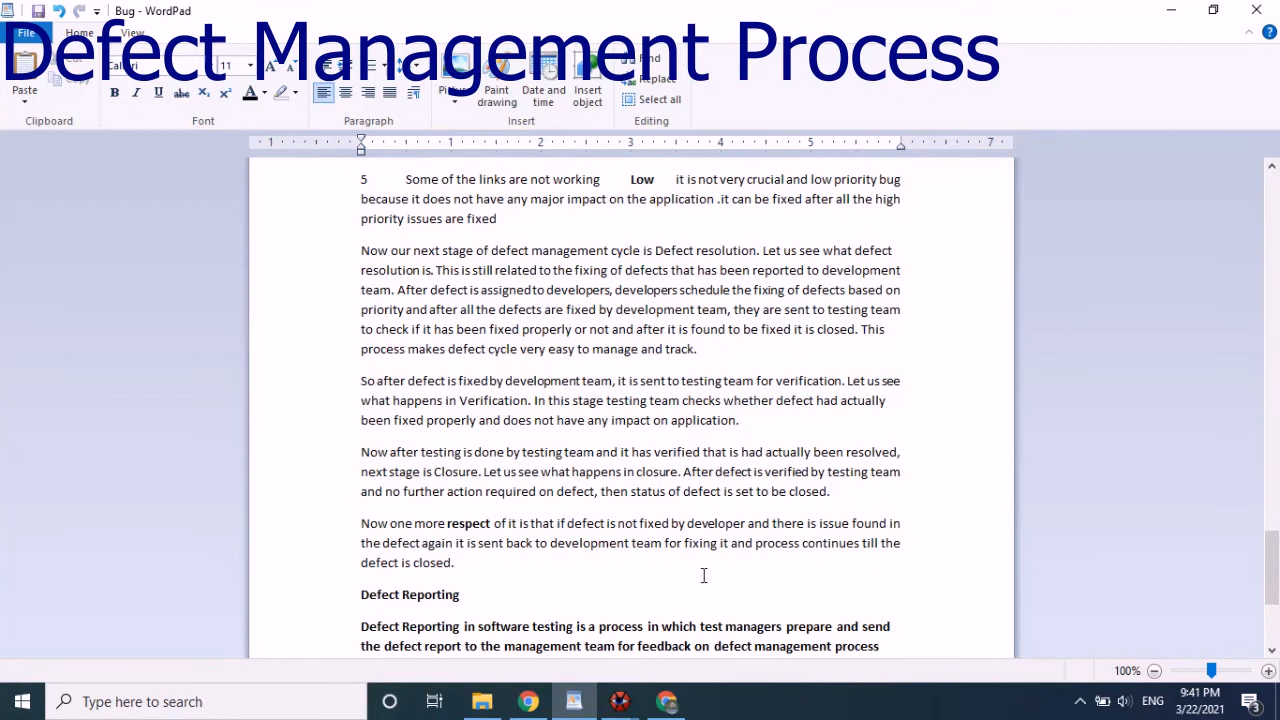 Bug - WordPad
Defect Management Process
File Home View
Calibri 11
Cut
Copy
Paste
Picture
Paint drawing
Date and time
Insert object
Find
Replace
Select all
Clipboard Font Paragraph Insert Editing
1 1 2 3 4 5 7
5 Some of the links are not working Low it is not very crucial and low priority bug
because it does not have any major impact on the application .it can be fixed after all the high
priority issues are fixed
Now our next stage of defect management cycle is Defect resolution. Let us see what defect
resolution is. This is still related to the fixing of defects that has been reported to development
team. After defect is assigned to developers, developers schedule the fixing of defects based on
priority and after all the defects are fixed by development team, they are sent to testing team
to check if it has been fixed properly or not and after it is found to be fixed it is closed. This
process makes defect cycle very easy to manage and track.
So after defect is fixed by development team, it is sent to testing team for verification. Let us see
what happens in Verification. In this stage testing team checks whether defect had actually
been fixed properly and does not have any impact on application.
Now after testing is done by testing team and it has verified that is had actually been resolved,
next stage is Closure. Let us see what happens in closure. After defect is verified by testing team
and no further action required on defect, then status of defect is set to be closed.
Now one more respect of it is that if defect is not fixed by developer and there is issue found in
the defect again it is sent back to development team for fixing it and process continues till the
defect is closed.
Defect Reporting
Defect Reporting in software testing is a process in which test managers prepare and send
the defect report to the management team for feedback on defect management process
100%
Type here to search
ENG
9:41 PM
3/22/2021
3